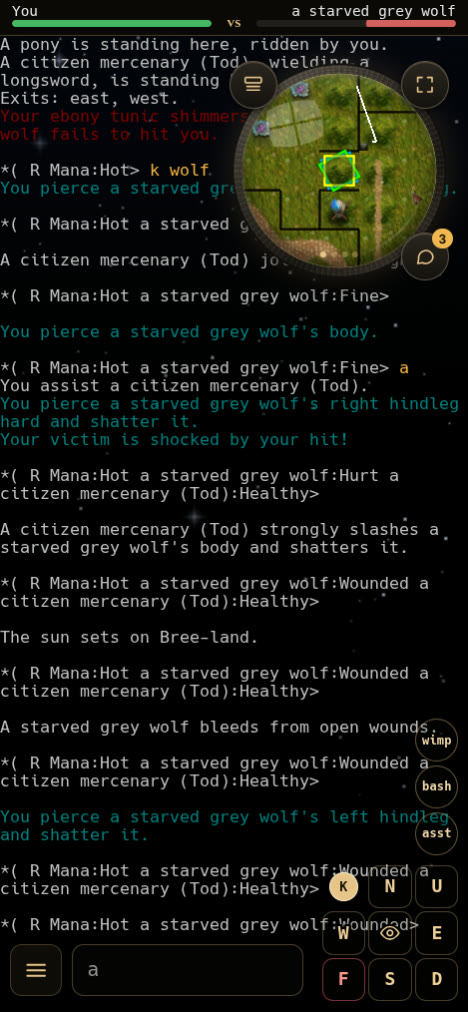 You
vs
a starved grey wolf
A pony is standing here, ridden by you.
A citizen mercenary (Tod), wielding a
longsword, is standing
Exits: east, west.
Your ebony tunic shimmers
wolf fails to hit you.
*( R Mana:Hot> k wolf
You pierce a starved gre
*( R Mana:Hot a starved g
A citizen mercenary (Tod) jo
*( R Mana:Hot a starved grey wolf:Fine>
You pierce a starved grey wolf's body.
*( R Mana:Hot a starved grey wolf:Fine> a
You assist a citizen mercenary (Tod).
You pierce a starved grey wolf's right hindleg
hard and shatter it.
Your victim is shocked by your hit!
*( R Mana:Hot a starved grey wolf:Hurt a
citizen mercenary (Tod):Healthy>
A citizen mercenary (Tod) strongly slashes a
starved grey wolf's body and shatters it.
*( R Mana:Hot a starved grey wolf:Wounded a
citizen mercenary (Tod):Healthy>
The sun sets on Bree-land.
*( R Mana:Hot a starved grey wolf:Wounded a
citizen mercenary (Tod):Healthy>
A starved grey wolf bleeds from open wounds.
*( R Mana:Hot a starved grey wolf:Wounded a
citizen mercenary (Tod):Healthy>
You pierce a starved grey wolf's left hindleg
and shatter it.
*( R Mana:Hot a starved grey wolf:Wounded a
citizen mercenary (Tod):Healthy>
*( R Mana:Hot a starved grey wolf:Wounded>
3
wimp
bash
asst
K
N
U
W
E
F
S
D
a